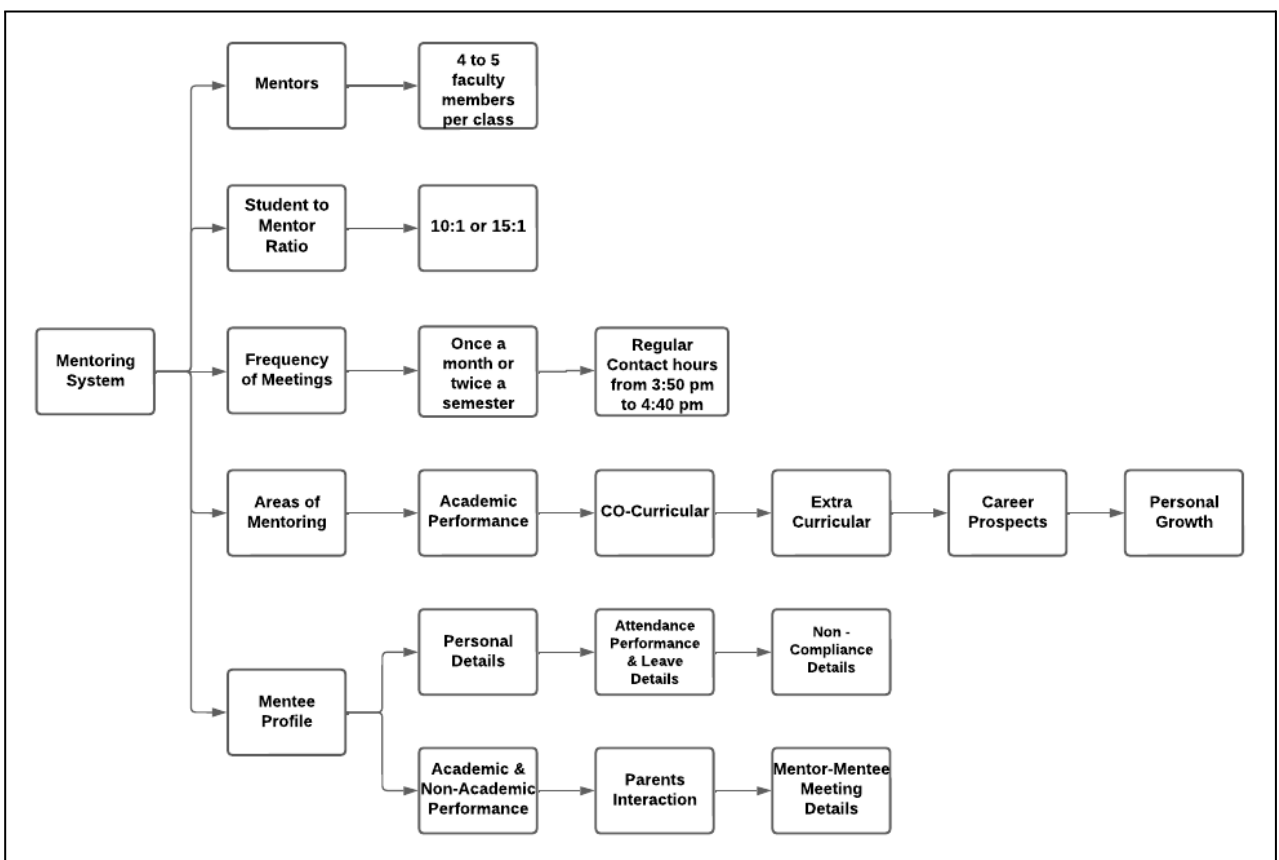 Mentors
4 to 5
faculty
members
per class
Student to
Mentor
Ratio
10:1 or 15:1
Mentoring
System
Frequency
of Meetings
Once a
month or
twice a
semester
Regular
Contact hours
from 3:50 pm
to 4:40 pm
Areas of
Mentoring
Academic
Performance
CO-Curricular
Extra
Curricular
Career
Prospects
Personal
Growth
Mentee
Profile
Personal
Details
Attendance
Performance
& Leave
Details
Non -
Compliance
Details
Academic &
Non-Academic
Performance
Parents
Interaction
Mentor-Mentee
Meeting
Details